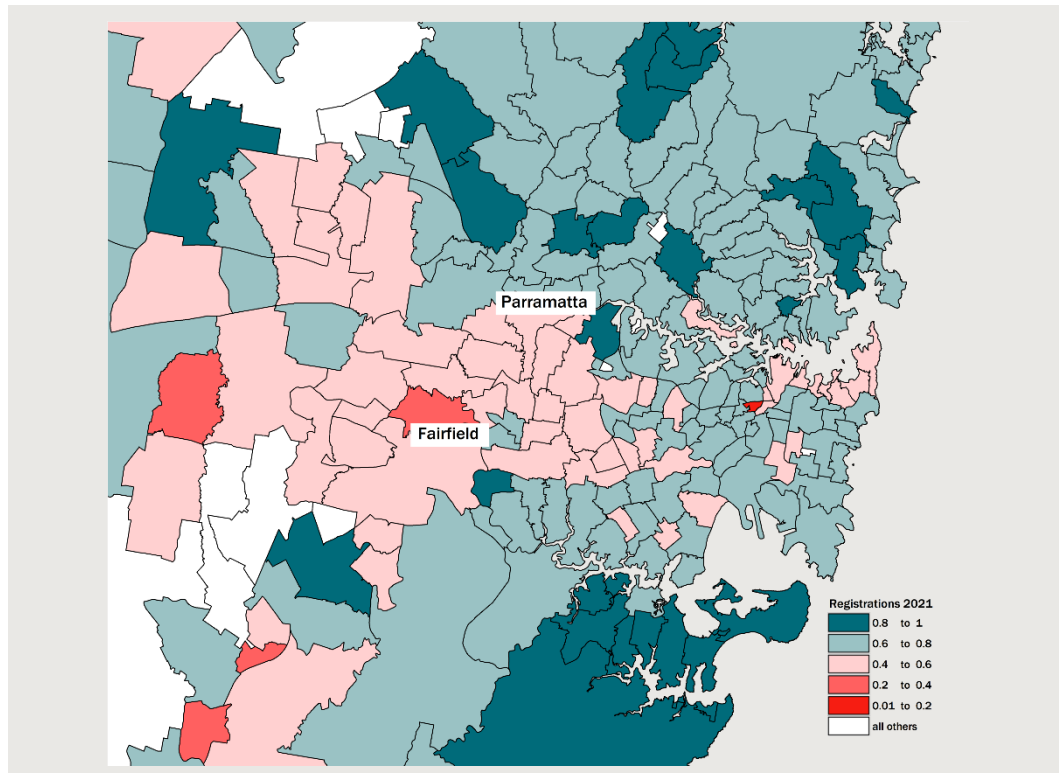 Parramatta
Fairfield
Registrations 2021
0.8 to 1
0.6 to 0.8
0.4 to 0.6
0.2 to 0.4
0.01 to 0.2
all others